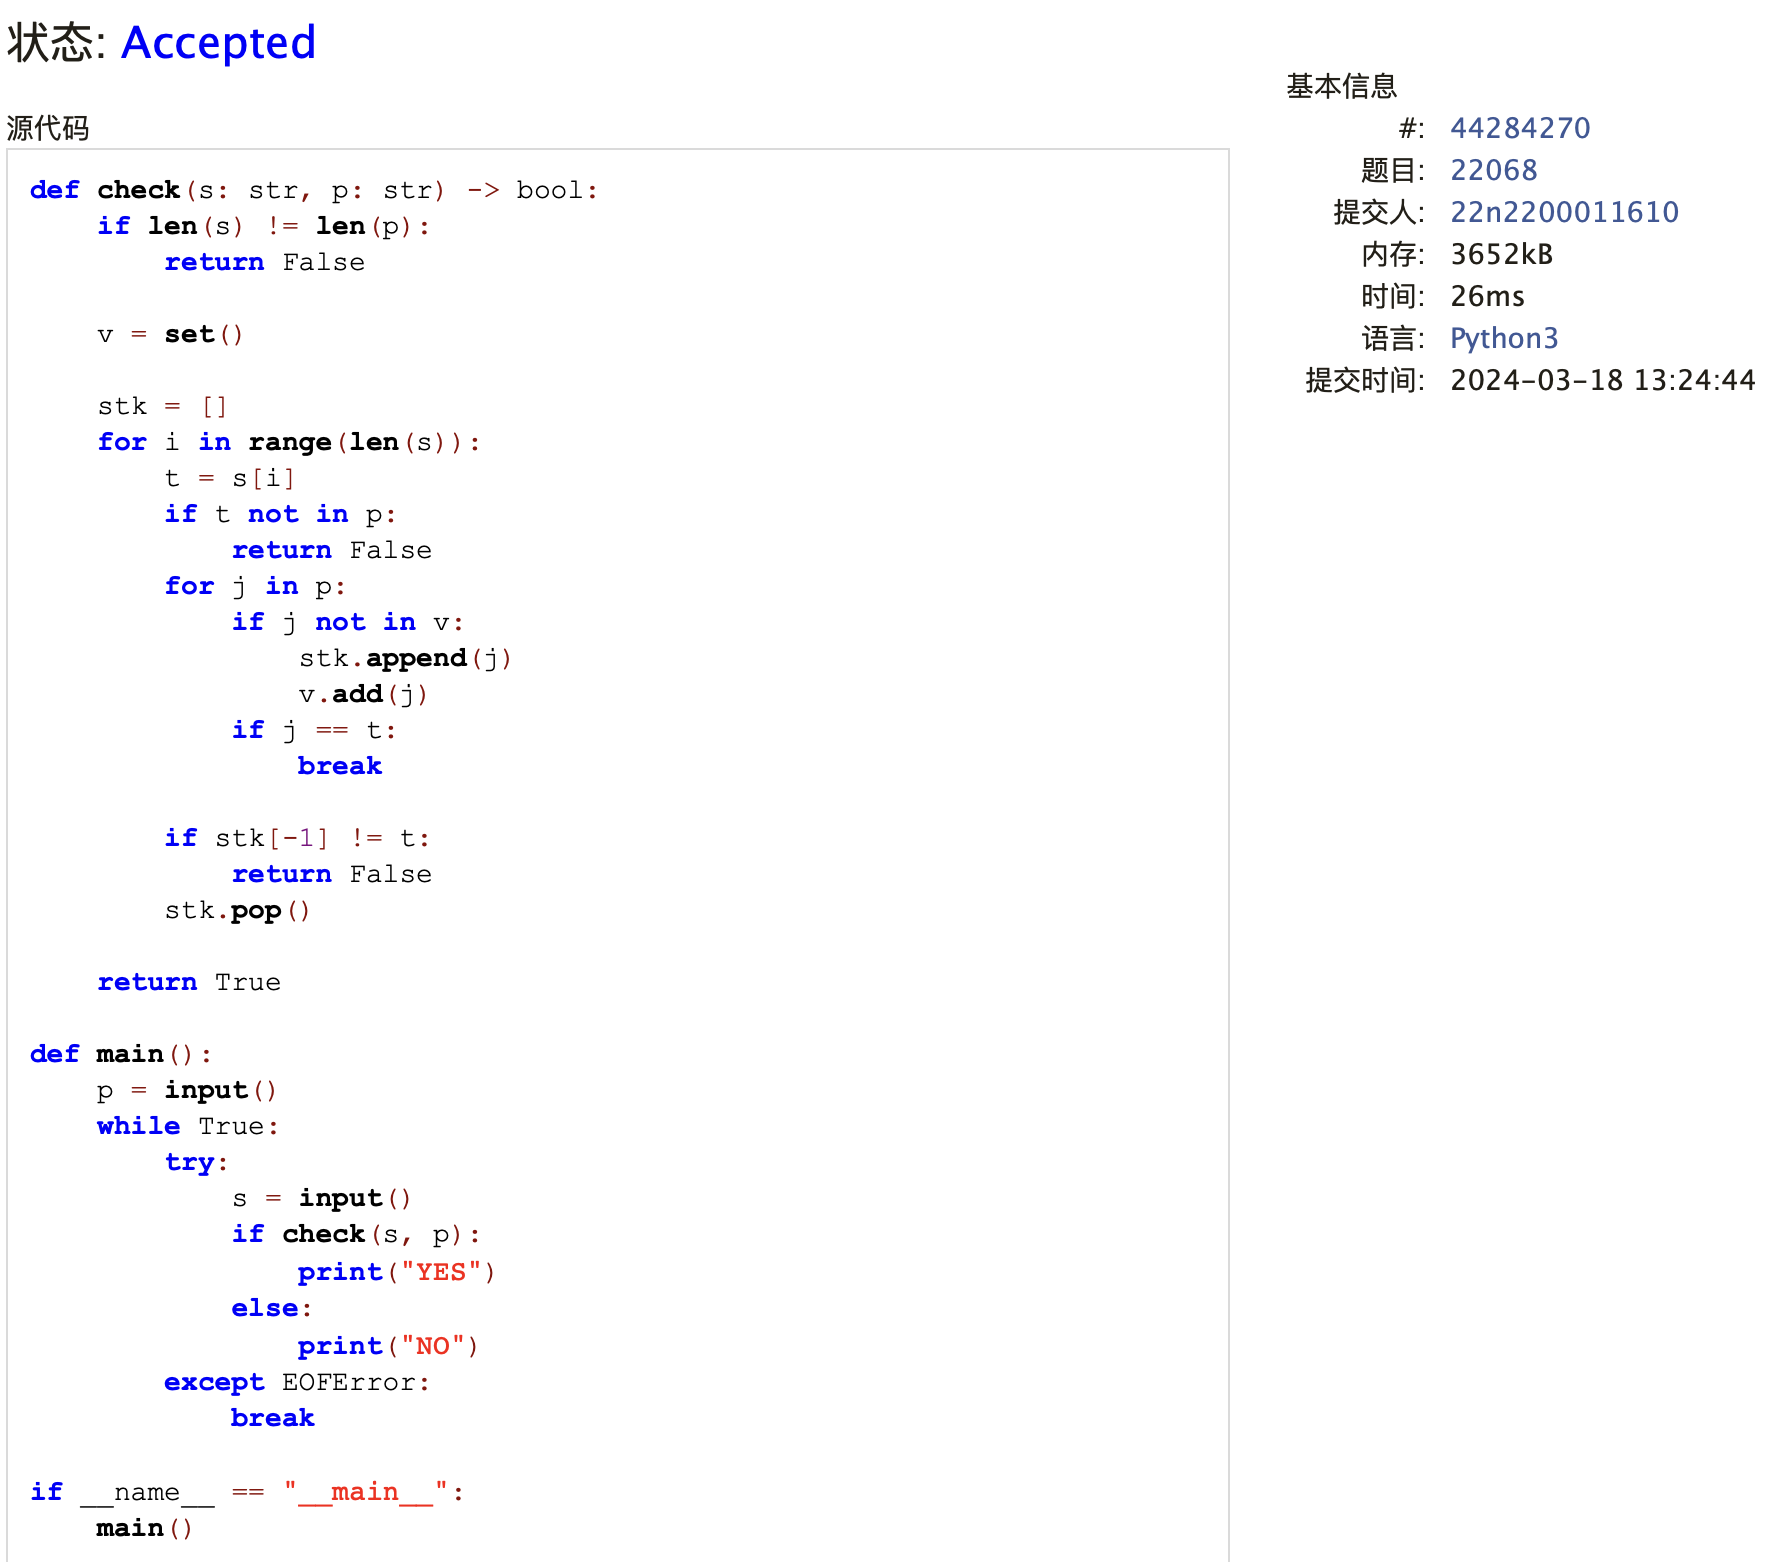 状态: Accepted
源代码
def check(s: str, p: str) -> bool:
    if len(s) != len(p):
        return False

    v = set()

    stk = []
    for i in range(len(s)):
        t = s[i]
        if t not in p:
            return False
        for j in p:
            if j not in v:
                stk.append(j)
                v.add(j)
            if j == t:
                break

        if stk[-1] != t:
            return False
        stk.pop()

    return True

def main():
    p = input()
    while True:
        try:
            s = input()
            if check(s, p):
                print("YES")
            else:
                print("NO")
        except EOFError:
            break

if __name__ == "__main__":
    main()
基本信息
#: 44284270
题目: 22068
提交人: 22n2200011610
内存: 3652kB
时间: 26ms
语言: Python3
提交时间: 2024-03-18 13:24:44